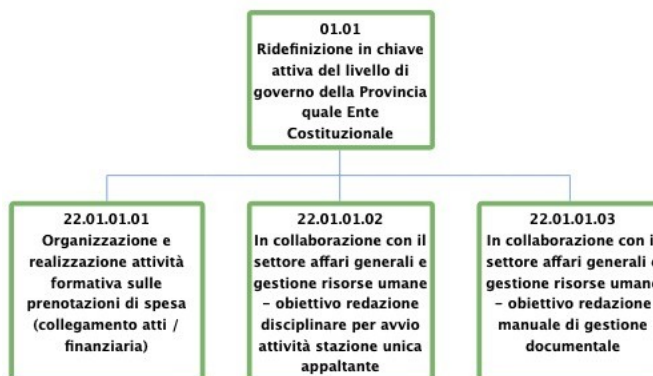 01.01
Ridefinizione in chiave
attiva del livello di
governo della Provincia
quale Ente
Costituzionale
22.01.01.01
Organizzazione e
realizzazione attività
formativa sulle
prenotazioni di spesa
(collegamento atti /
finanziaria)
22.01.01.02
In collaborazione con il
settore affari generali e
gestione risorse umane
– obiettivo redazione
disciplinare per avvio
attività stazione unica
appaltante
22.01.01.03
In collaborazione con i
settore affari generali e
gestione risorse umane
– obiettivo redazione
manuale di gestione
documentale